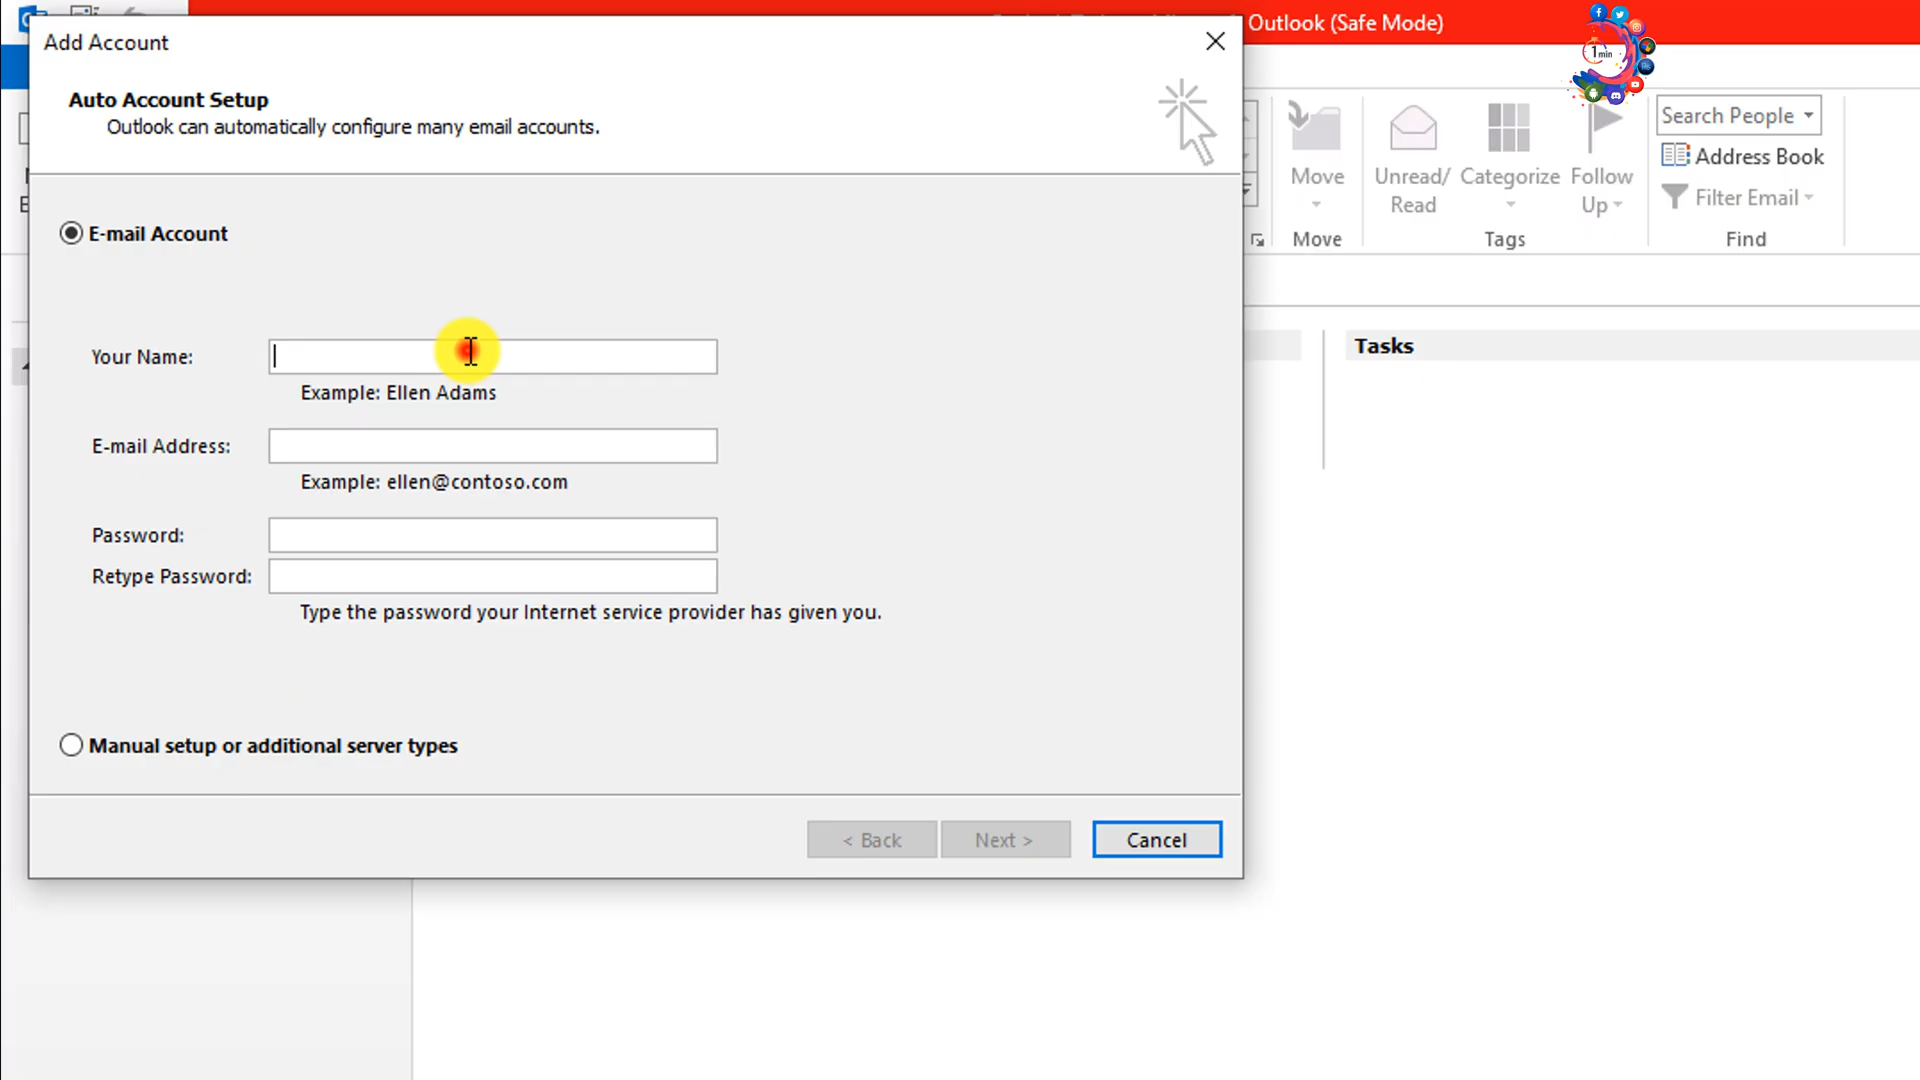 Outlook (Safe Mode)
1 min
Add Account
Auto Account Setup
Outlook can automatically configure many email accounts.
E-mail Account
Your Name:
Example: Ellen Adams
E-mail Address:
Example: ellen@contoso.com
Password:
Retype Password:
Type the password your Internet service provider has given you.
Manual setup or additional server types
< Back
Next >
Cancel
Move
Unread/
Read
Categorize
Follow
Up
Search People
Address Book
Filter Email
Move
Tags
Find
Tasks